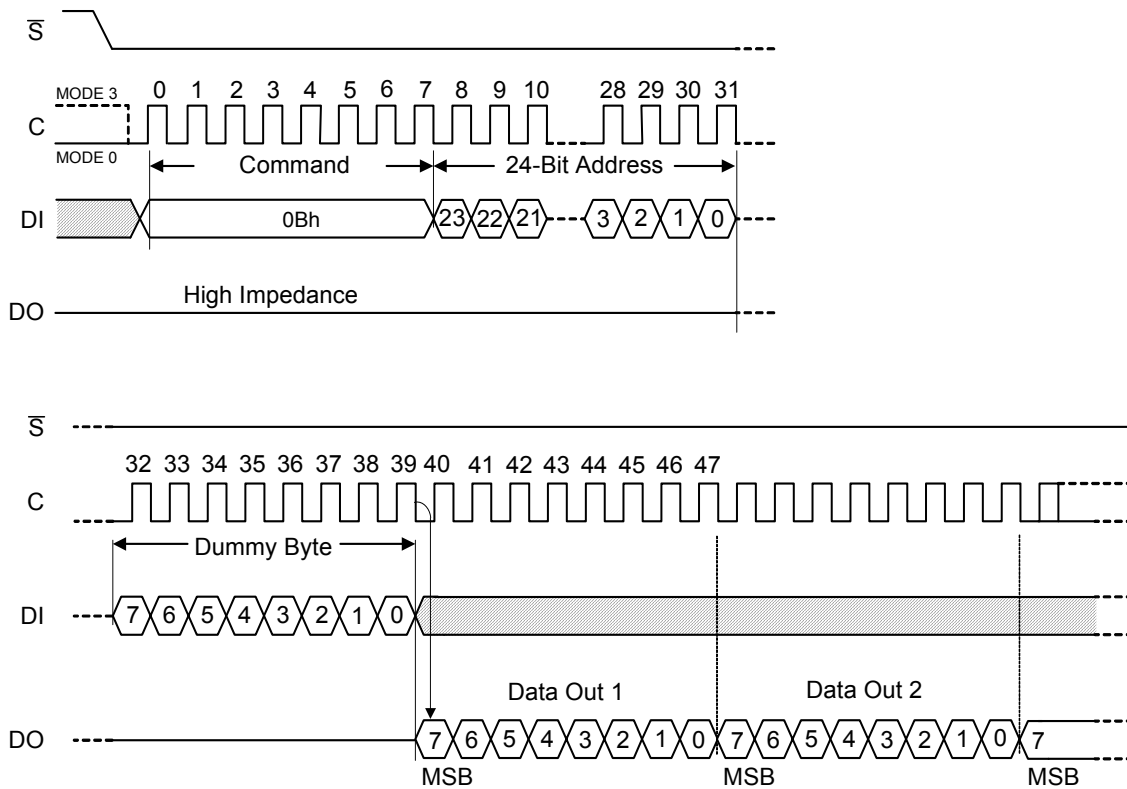 S̅
MODE 3 0 1 2 3 4 5 6 7 8 9 10 28 29 30 31
C
MODE 0
Command 24-Bit Address
DI 0Bh 23 22 21 3 2 1 0
High Impedance
DO
S̅
32 33 34 35 36 37 38 39 40 41 42 43 44 45 46 47
C
Dummy Byte
DI 7 6 5 4 3 2 1 0
Data Out 1 Data Out 2
DO 7 6 5 4 3 2 1 0 7 6 5 4 3 2 1 0 7
MSB MSB MSB